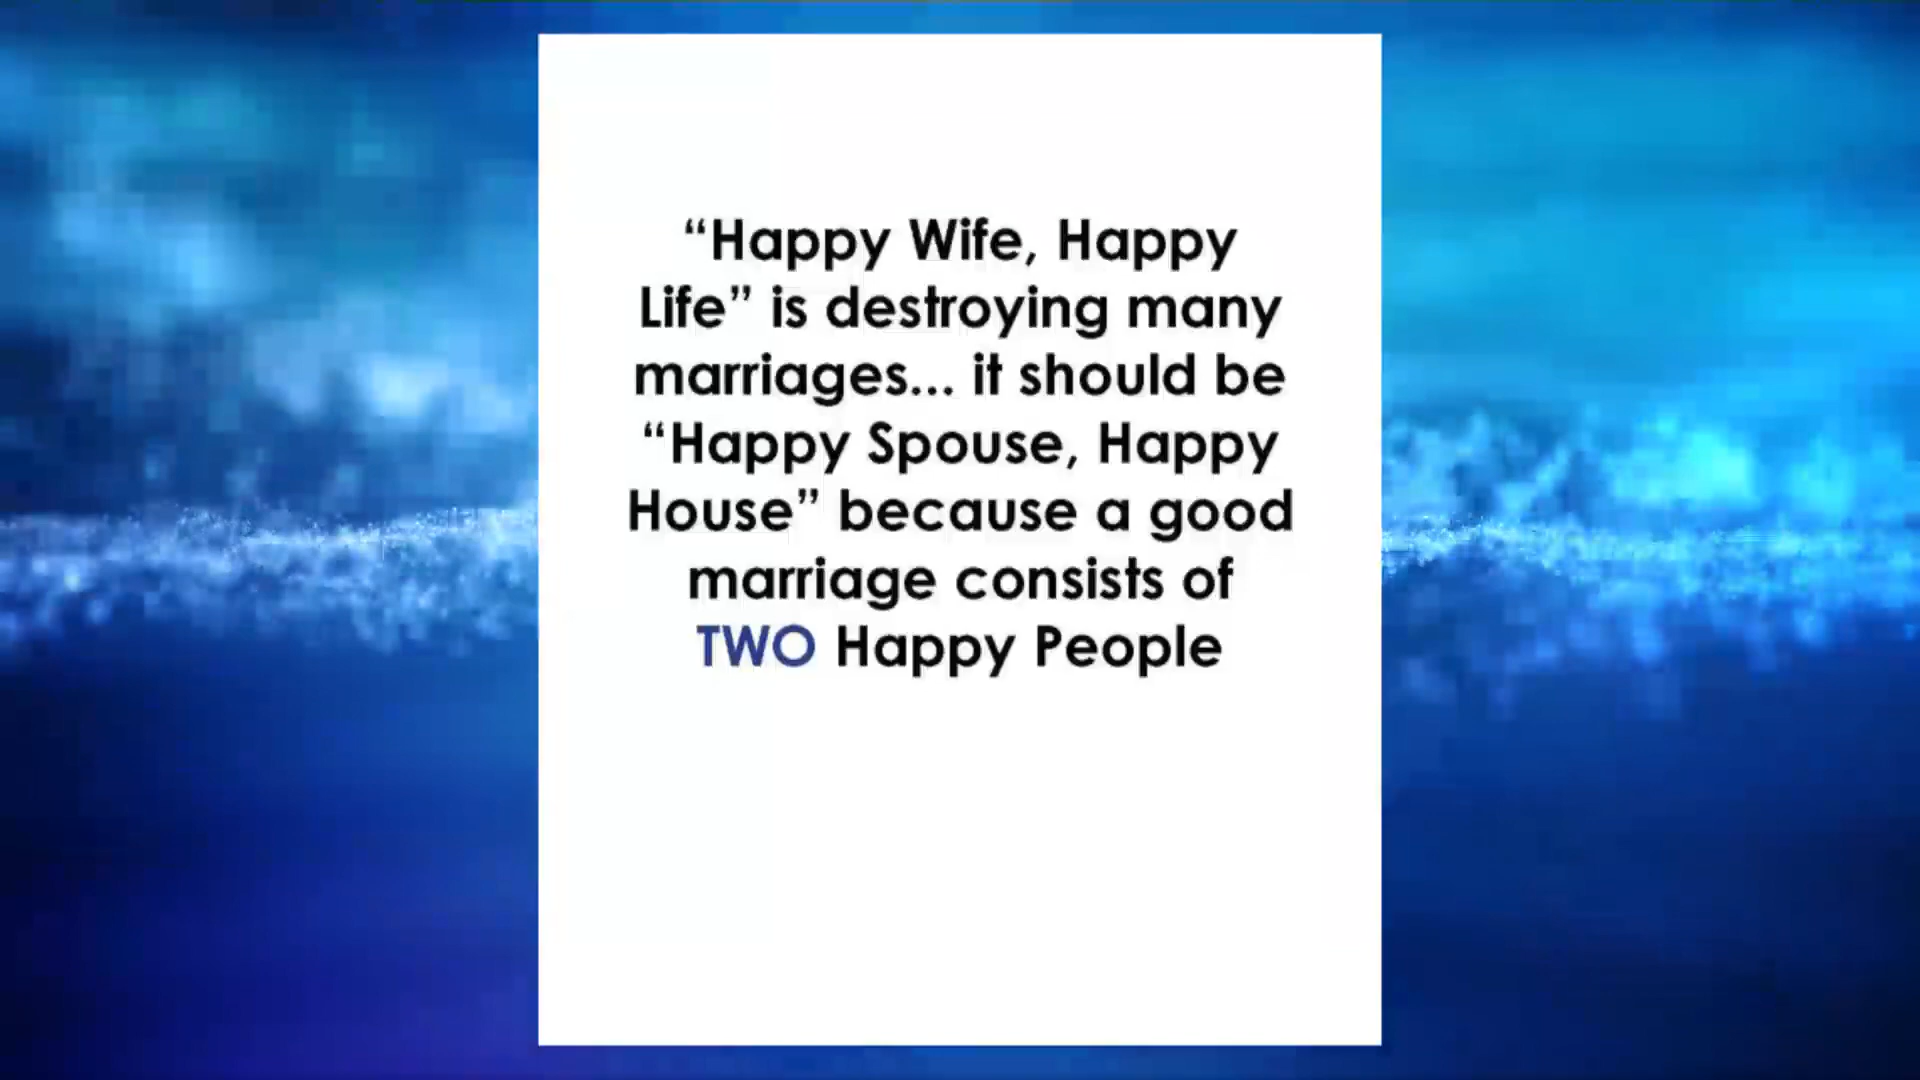 “Happy Wife, Happy
Life” is destroying many
marriages... it should be
“Happy Spouse, Happy
House” because a good
marriage consists of
TWO Happy People